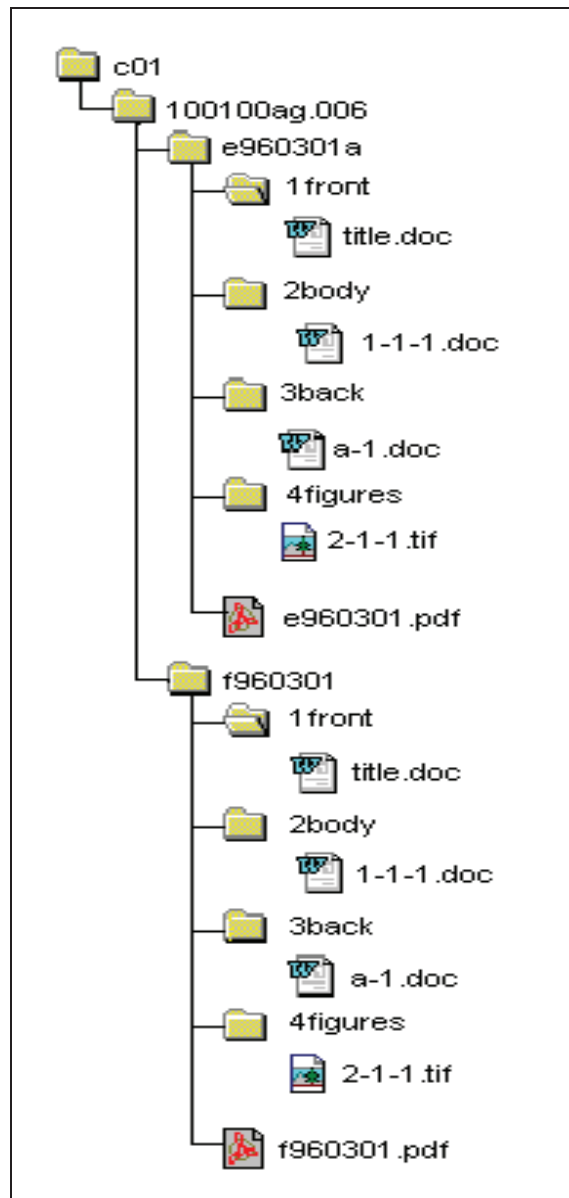 c01
100100ag.006
e960301a
1front
title.doc
2body
1-1-1.doc
3back
a-1.doc
4figures
2-1-1.tif
e960301.pdf
f960301
1front
title.doc
2body
1-1-1.doc
3back
a-1.doc
4figures
2-1-1.tif
f960301.pdf